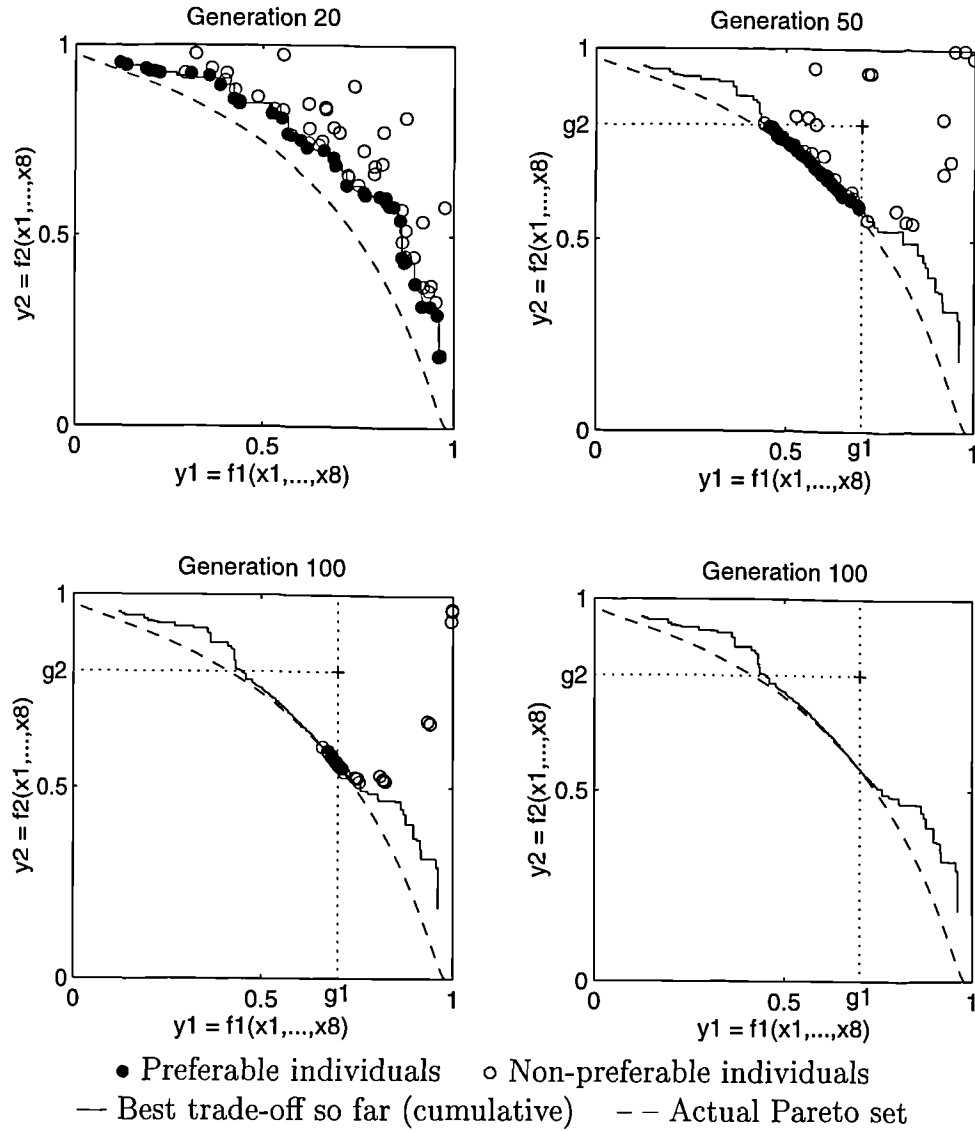 Generation 20
1
0.5
0
0
0.5
1
y2 = f2(x1,...,x8)
y1 = f1(x1,...,x8)
Generation 50
1
g2
0.5
0
0
0.5
g1
1
y2 = f2(x1,...,x8)
y1 = f1(x1,...,x8)
Generation 100
1
g2
0.5
0
0
0.5
g1
1
y2 = f2(x1,...,x8)
y1 = f1(x1,...,x8)
Generation 100
1
g2
0.5
0
0
0.5
g1
1
y2 = f2(x1,...,x8)
y1 = f1(x1,...,x8)
● Preferable individuals ○ Non-preferable individuals
— Best trade-off so far (cumulative) – – Actual Pareto set